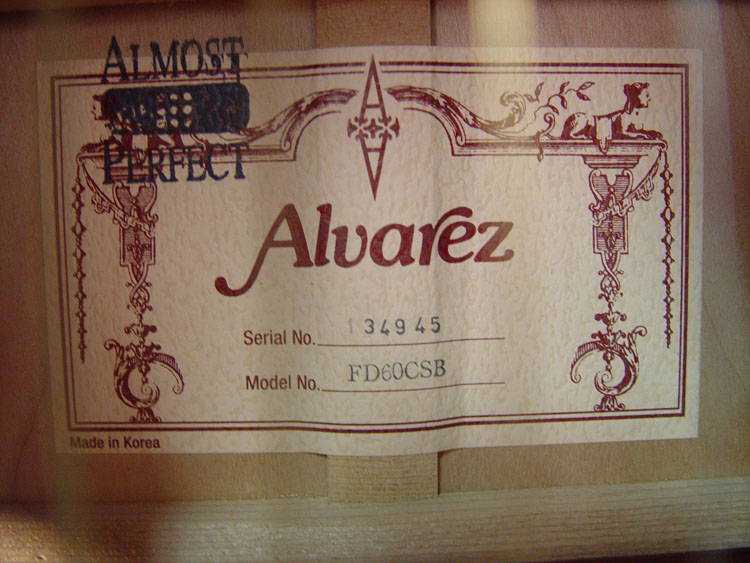 ALMOST
PERFECT
Alvarez
Serial No. 134945
Model No. FD60CSB
Made in Korea